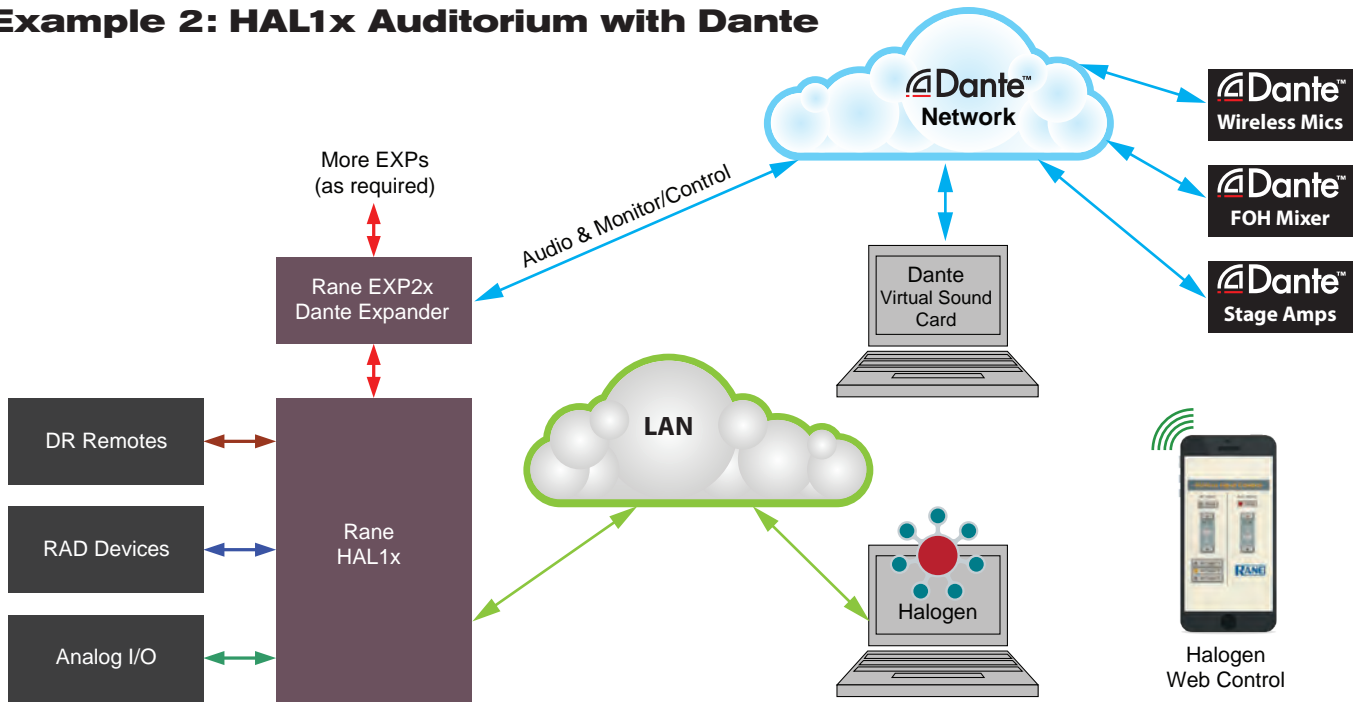 Example 2: HAL1x Auditorium with Dante
Dante™
Network
Dante™
Wireless Mics
Dante™
FOH Mixer
Dante™
Stage Amps
More EXPs
(as required)
Audio & Monitor/Control
Rane EXP2x
Dante Expander
Dante
Virtual Sound
Card
LAN
DR Remotes
RAD Devices
Analog I/O
Rane
HAL1x
Halogen
RANE
Halogen
Web Control